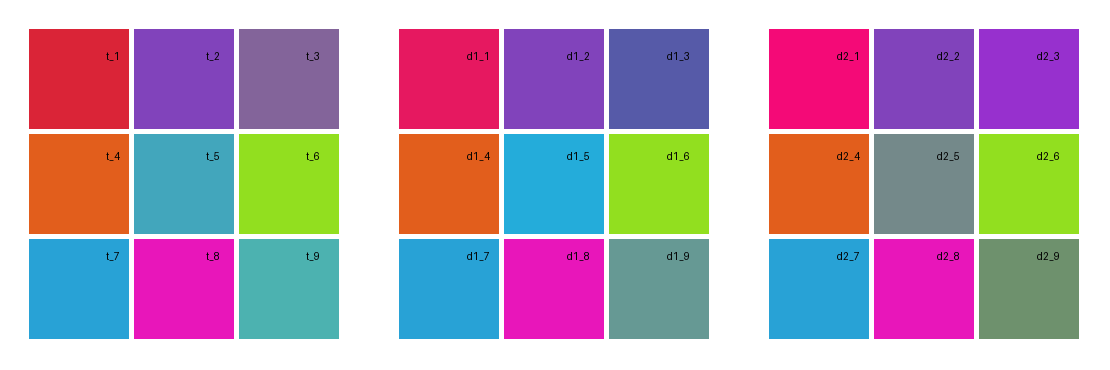 t_1 t_2 t_3 d1_1 d1_2 d1_3 d2_1 d2_2 d2_3
t_4 t_5 t_6 d1_4 d1_5 d1_6 d2_4 d2_5 d2_6
t_7 t_8 t_9 d1_7 d1_8 d1_9 d2_7 d2_8 d2_9